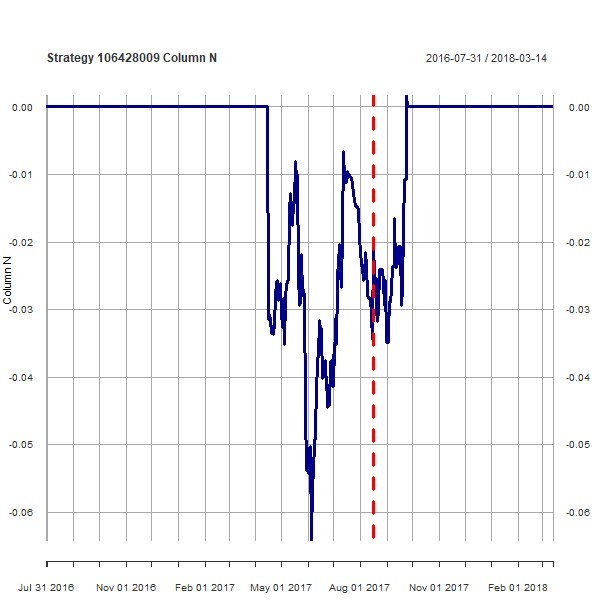 Strategy 106428009 Column N
2016-07-31 / 2018-03-14
0.00 0.00
-0.01 -0.01
-0.02 -0.02
Column N
-0.03 -0.03
-0.04 -0.04
-0.05 -0.05
-0.06 -0.06
Jul 31 2016 Nov 01 2016 Feb 01 2017 May 01 2017 Aug 01 2017 Nov 01 2017 Feb 01 2018